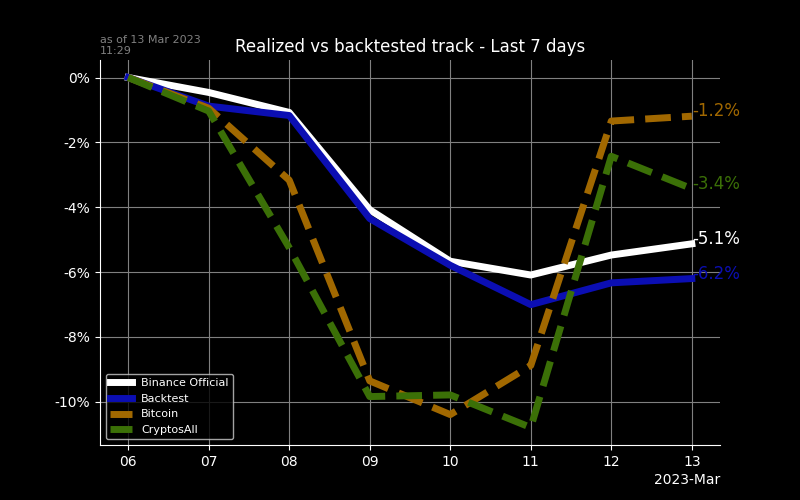 as of 13 Mar 2023
11:29
Realized vs backtested track - Last 7 days
0%
-2%
-4%
-6%
-8%
-10%
-1.2%
-3.4%
-5.1%
-6.2%
Binance Official
Backtest
Bitcoin
CryptosAll
06 07 08 09 10 11 12 13
2023-Mar